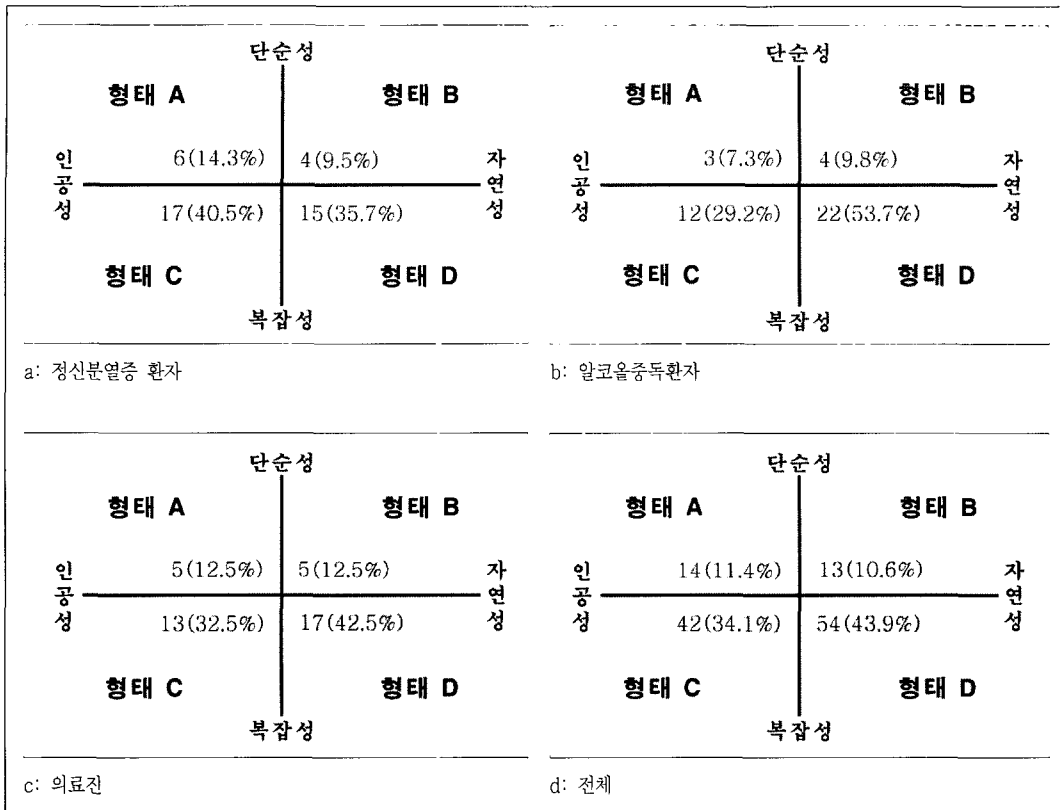 단순성
형태 A 형태 B
6(14.3%) 4(9.5%)
인공성 자연성
17(40.5%) 15(35.7%)
형태 C 형태 D
복잡성
a: 정신분열증 환자
단순성
형태 A 형태 B
3(7.3%) 4(9.8%)
인공성 자연성
12(29.2%) 22(53.7%)
형태 C 형태 D
복잡성
b: 알코올중독환자
단순성
형태 A 형태 B
5(12.5%) 5(12.5%)
인공성 자연성
13(32.5%) 17(42.5%)
형태 C 형태 D
복잡성
c: 의료진
단순성
형태 A 형태 B
14(11.4%) 13(10.6%)
인공성 자연성
42(34.1%) 54(43.9%)
형태 C 형태 D
복잡성
d: 전체